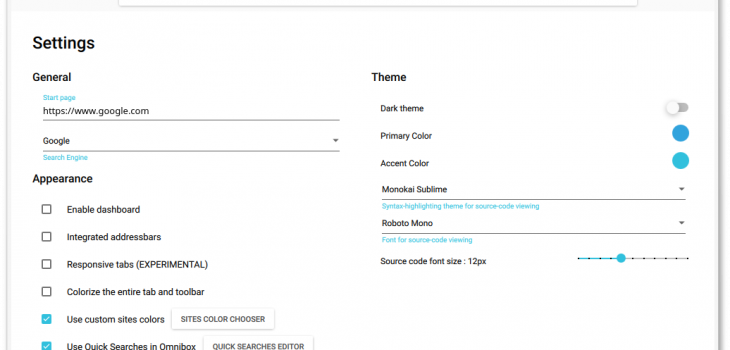 Settings
General
Start page
https://www.google.com
Google
Search Engine
Appearance
Enable dashboard
Integrated addressbars
Responsive tabs (EXPERIMENTAL)
Colorize the entire tab and toolbar
Use custom sites colors SITES COLOR CHOOSER
Use Quick Searches in Omnibox QUICK SEARCHES EDITOR
Theme
Dark theme
Primary Color
Accent Color
Monokai Sublime
Syntax-highlighting theme for source-code viewing
Roboto Mono
Font for source-code viewing
Source code font size : 12px